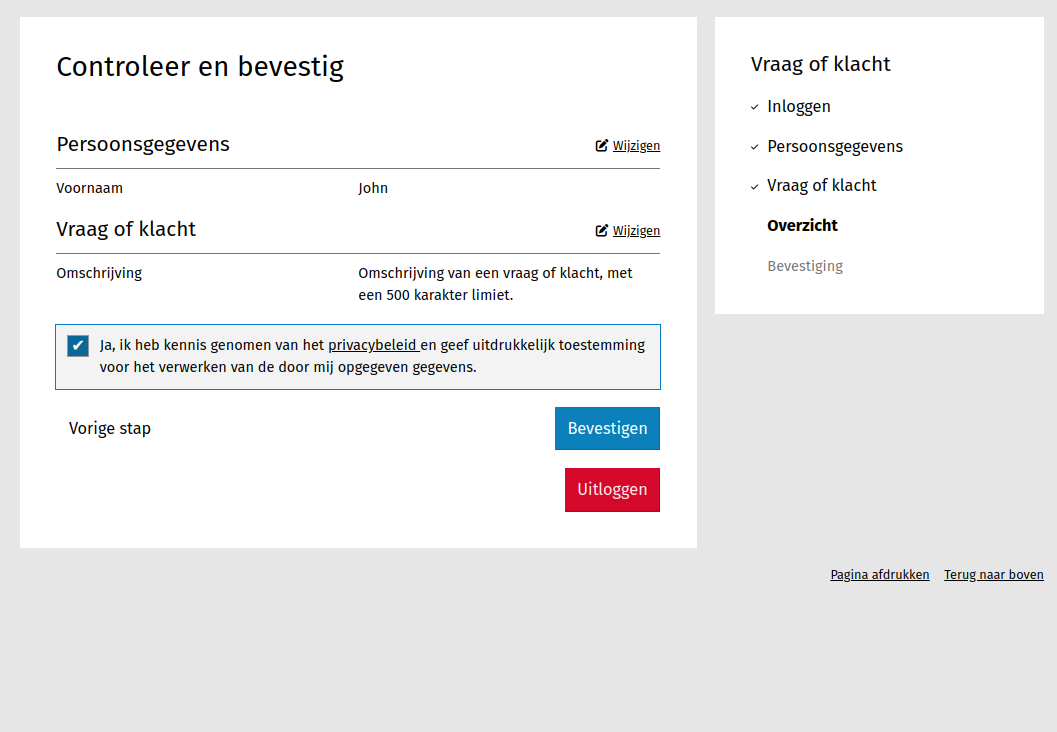 Controleer en bevestig
Persoonsgegevens
Wijzigen
Voornaam
John
Vraag of klacht
Wijzigen
Omschrijving
Omschrijving van een vraag of klacht, met
een 500 karakter limiet.
Ja, ik heb kennis genomen van het privacybeleid en geef uitdrukkelijk toestemming
voor het verwerken van de door mij opgegeven gegevens.
Vorige stap
Bevestigen
Uitloggen
Vraag of klacht
Inloggen
Persoonsgegevens
Vraag of klacht
Overzicht
Bevestiging
Pagina afdrukken
Terug naar boven